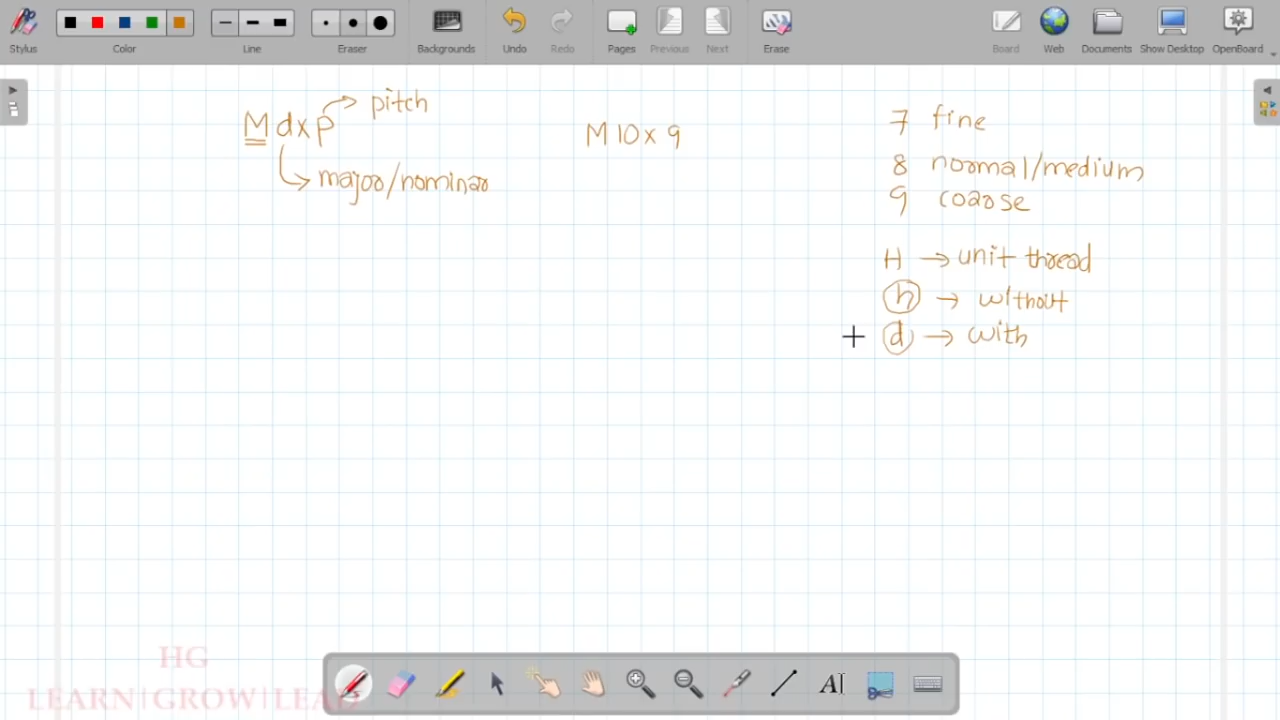 Stylus
Color
Line
Eraser
Backgrounds
Undo
Redo
Pages
Previous
Next
Erase
Board
Web
Documents
Show Desktop
OpenBoard
M d x p → pitch
→ major/nominar
M 10 x 9
7 fine
8 normal/medium
9 coarse
H → unit thread
h → without
d → with
HG
LEARN|GROW|LEAD